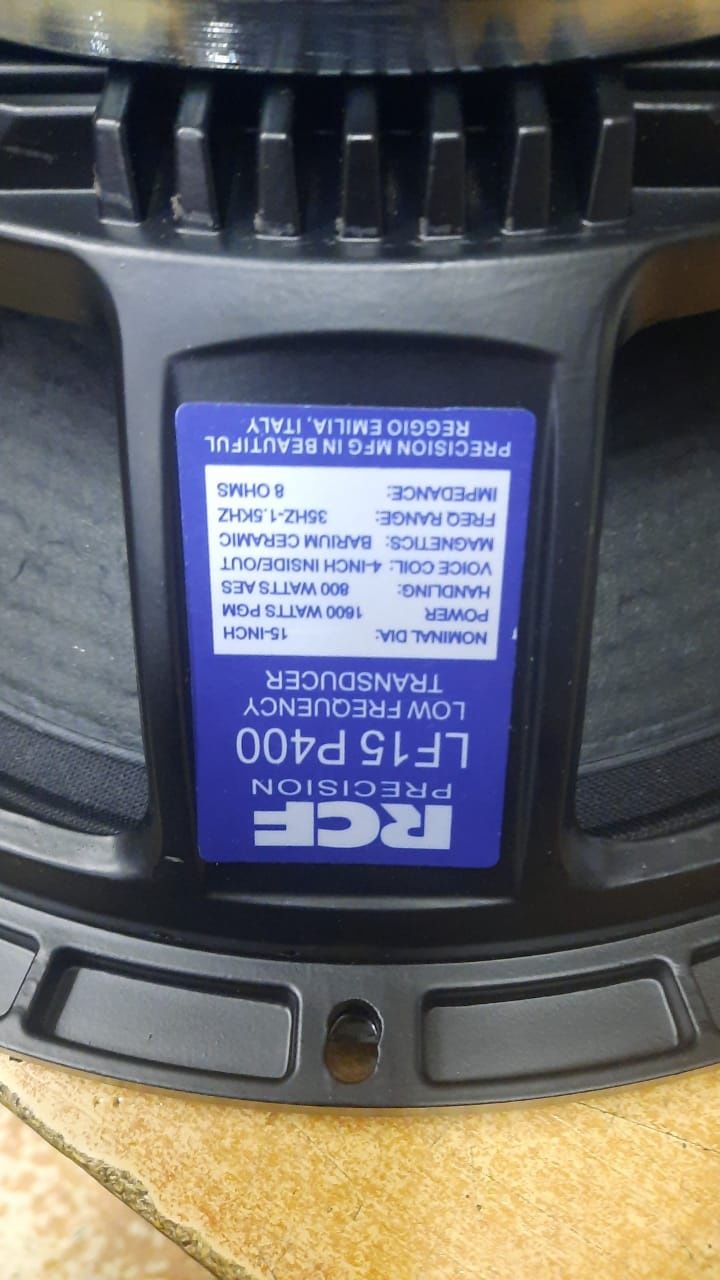 RCF
PRECISION
LF15 P400
LOW FREQUENCY
TRANSDUCER
NOMINAL DIA: 15-INCH
POWER 1600 WATTS PGM
HANDLING: 800 WATTS AES
VOICE COIL: 4-INCH INSIDE/OUT
MAGNETICS: BARIUM CERAMIC
FREQ RANGE: 35HZ-1.5KHZ
IMPEDANCE: 8 OHMS
PRECISION MFG IN BEAUTIFUL
REGGIO EMILIA, ITALY